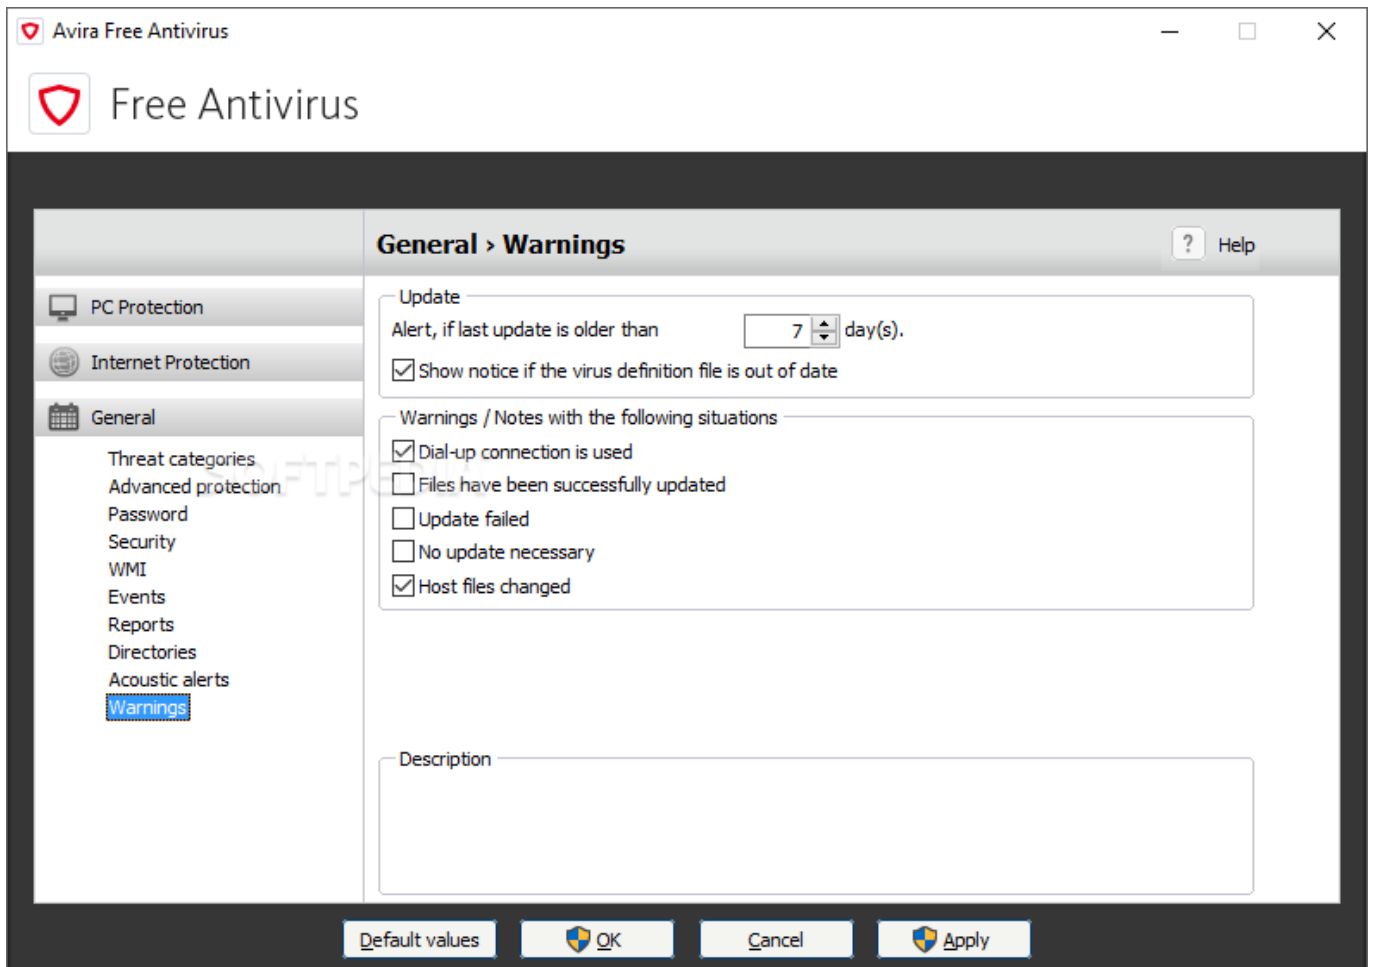 Avira Free Antivirus
Free Antivirus
General › Warnings
? Help
PC Protection
Internet Protection
General
Threat categories
Advanced protection
Password
Security
WMI
Events
Reports
Directories
Acoustic alerts
Warnings
Update
Alert, if last update is older than 7 day(s).
Show notice if the virus definition file is out of date
Warnings / Notes with the following situations
Dial-up connection is used
Files have been successfully updated
Update failed
No update necessary
Host files changed
SOFTPEDIA
Description
Default values OK Cancel Apply